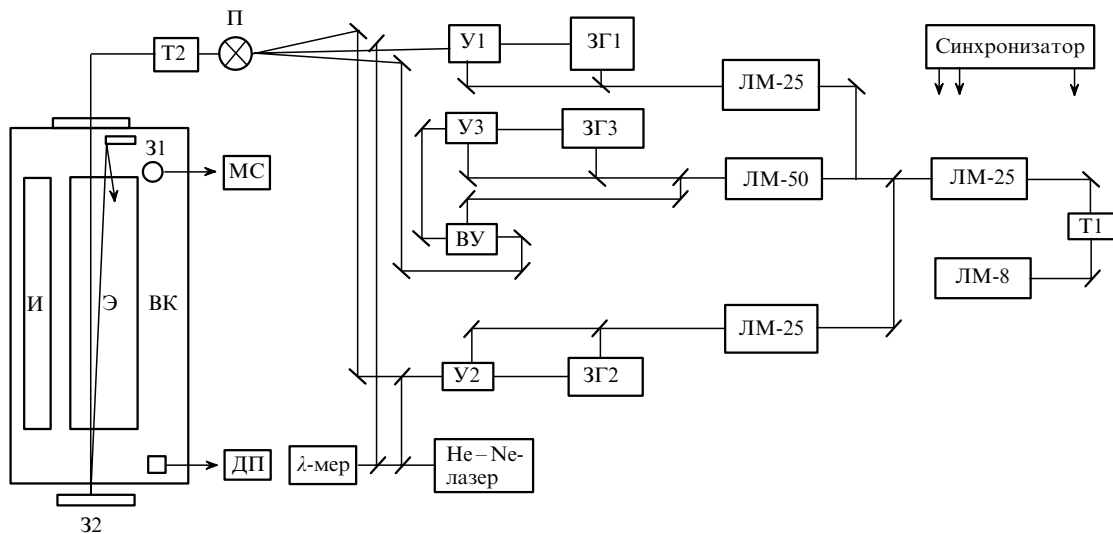 П
Т2
У1
ЗГ1
Синхронизатор
ЛМ-25
З1
МС
У3
ЗГ3
ЛМ-50
ЛМ-25
Т1
ВУ
ЛМ-8
И
Э
ВК
ЛМ-25
У2
ЗГ2
ДП
λ-мер
He – Ne-
лазер
З2